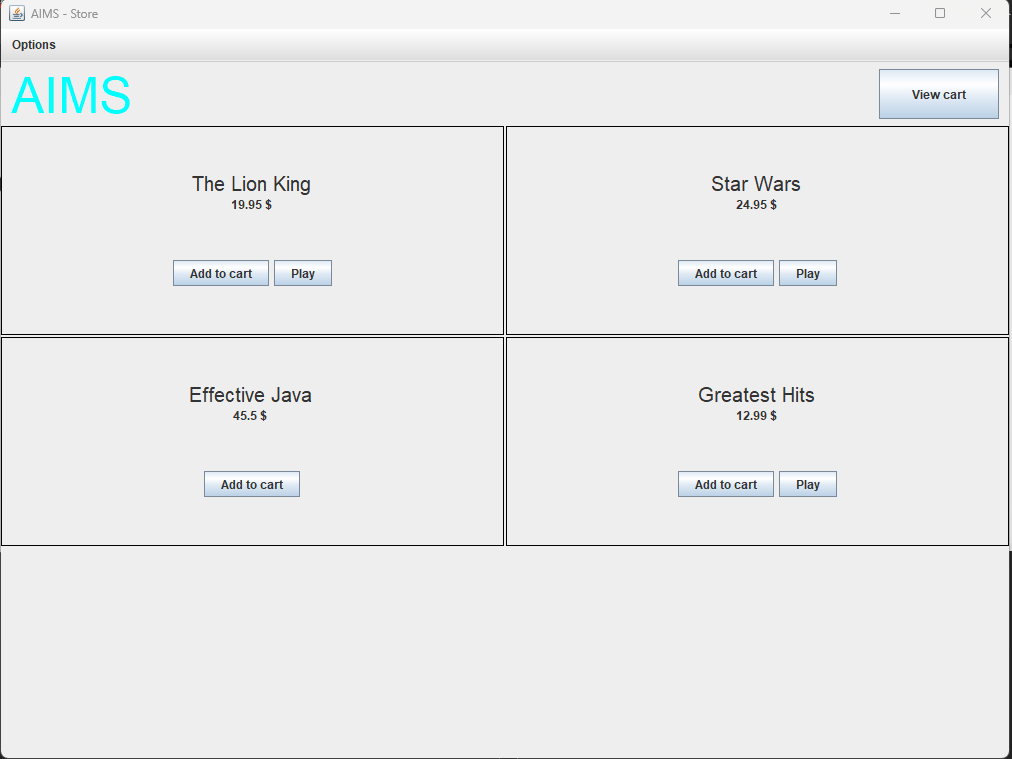 AIMS - Store
Options
AIMS
View cart
The Lion King
19.95 $
Add to cart Play
Star Wars
24.95 $
Add to cart Play
Effective Java
45.5 $
Add to cart
Greatest Hits
12.99 $
Add to cart Play